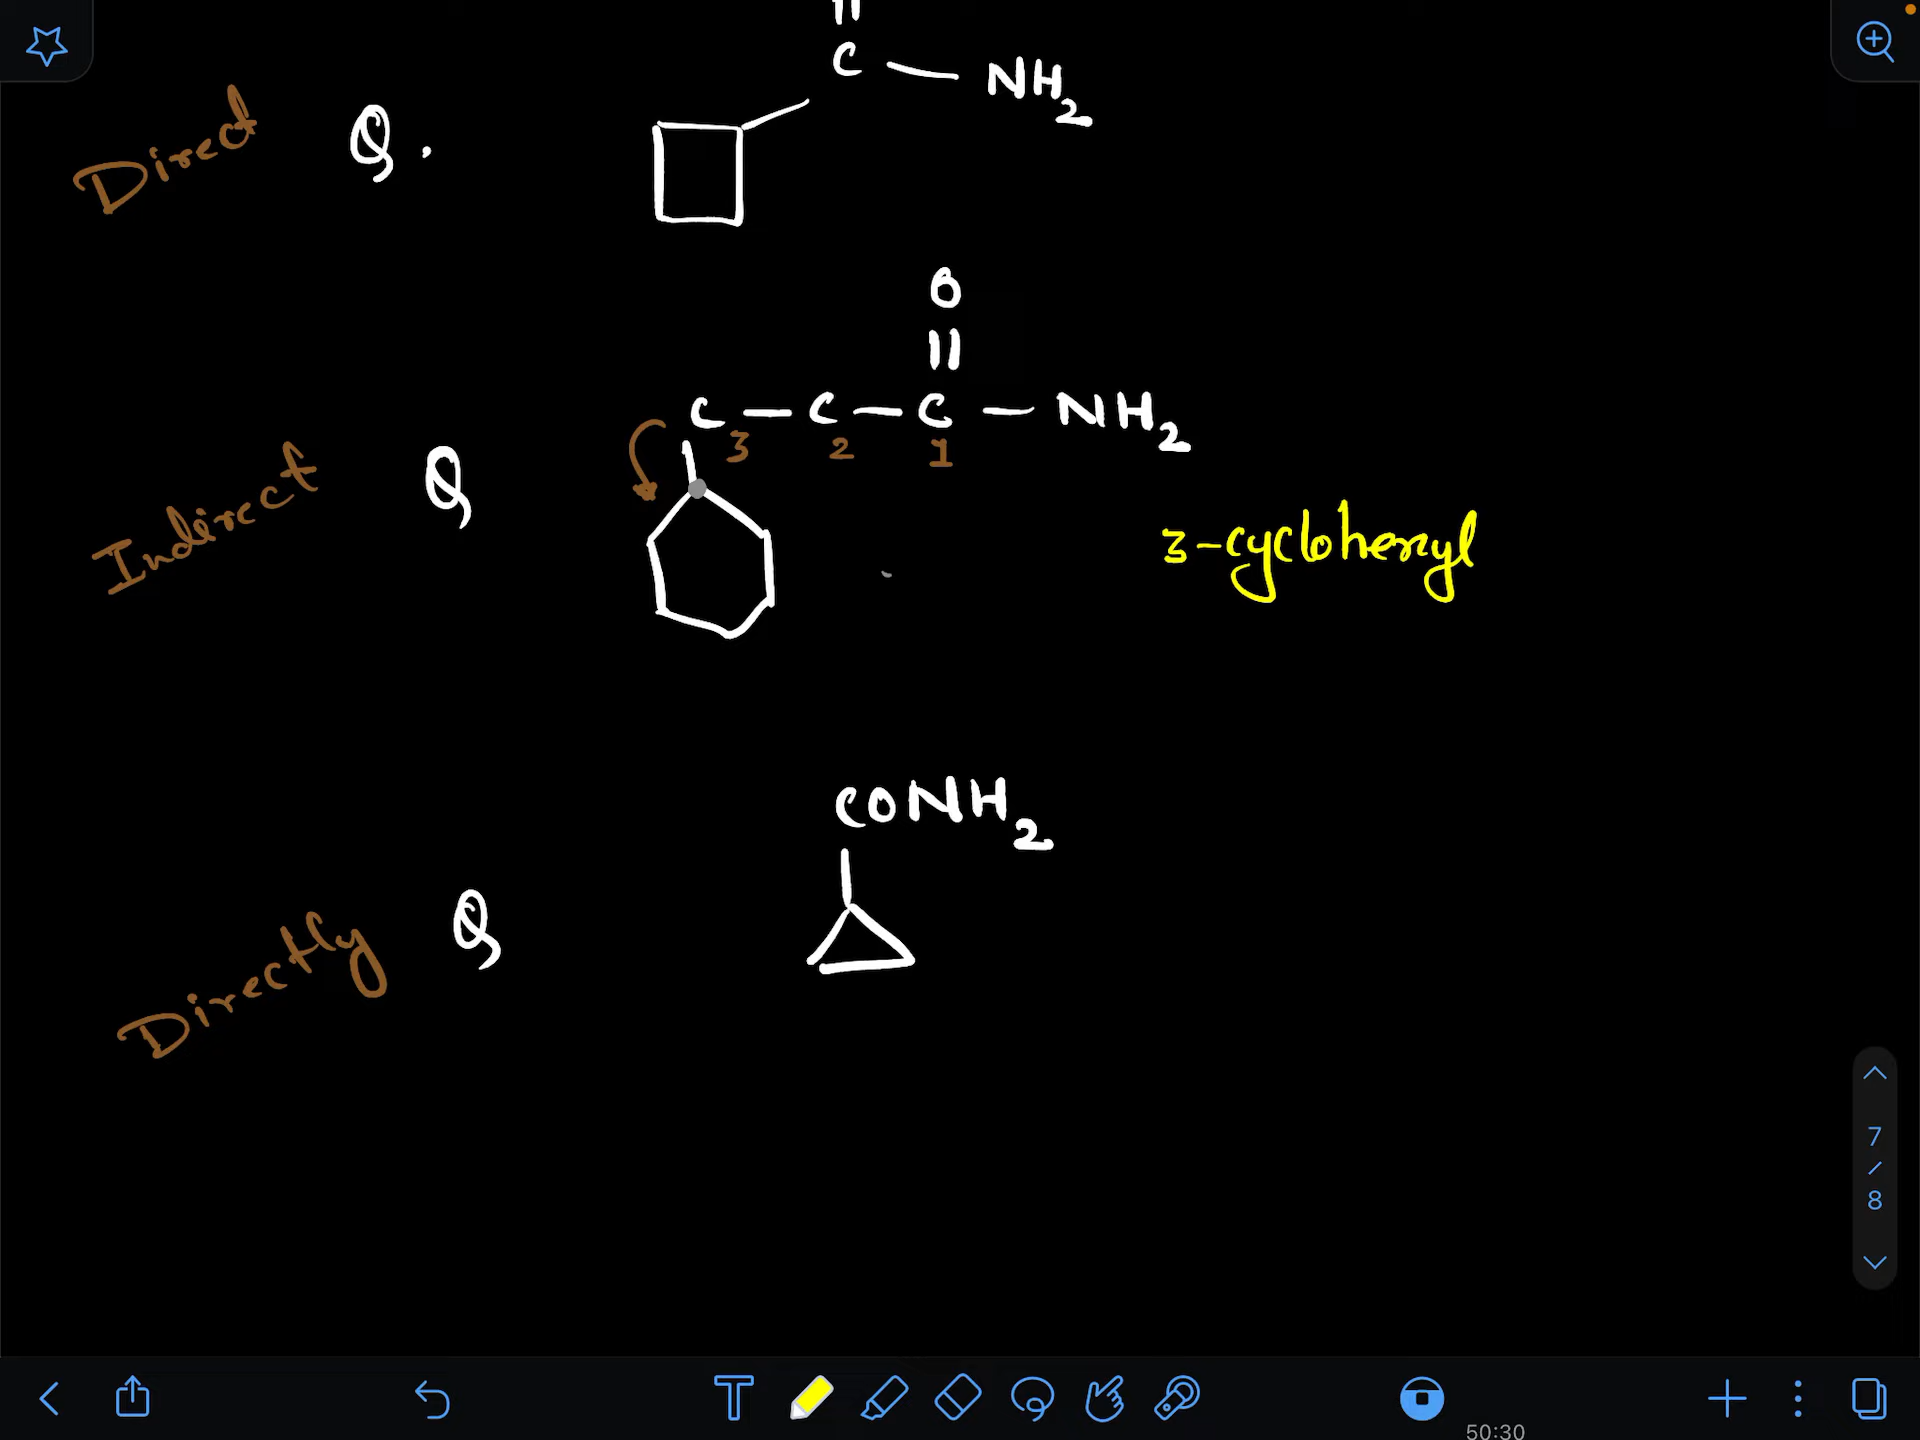 C — NH2
Direct Q.
O
C — C — C — NH2
3 2 1
Indirect Q
3-cyclohexyl
CONH2
Directly Q
7
/
8
T
50:30